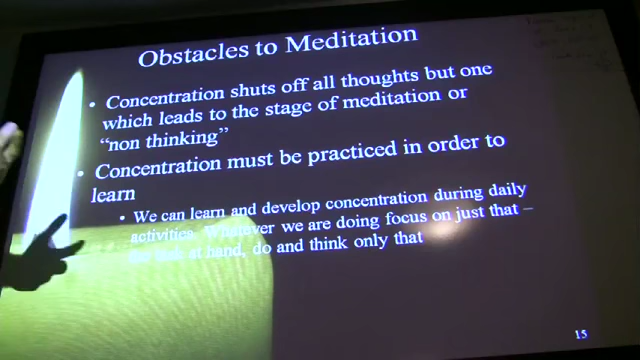 Obstacles to Meditation
• Concentration shuts off all thoughts but one
which leads to the stage of meditation or
“non thinking”
• Concentration must be practiced in order to
learn
• We can learn and develop concentration during daily
activities. Whatever we are doing focus on just that –
task at hand, do and think only that
15